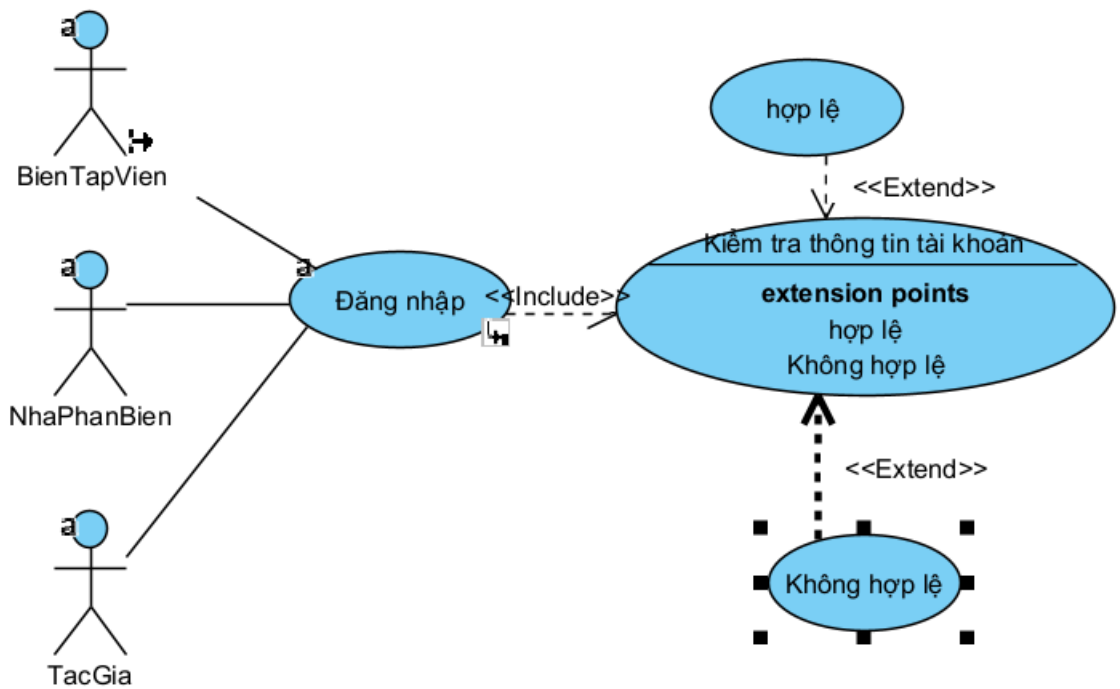 a
BienTapVien
a
NhaPhanBien
a
TacGia
a
Đăng nhập
<<Include>>
hợp lệ
<<Extend>>
Kiểm tra thông tin tài khoản
extension points
hợp lệ
Không hợp lệ
<<Extend>>
Không hợp lệ